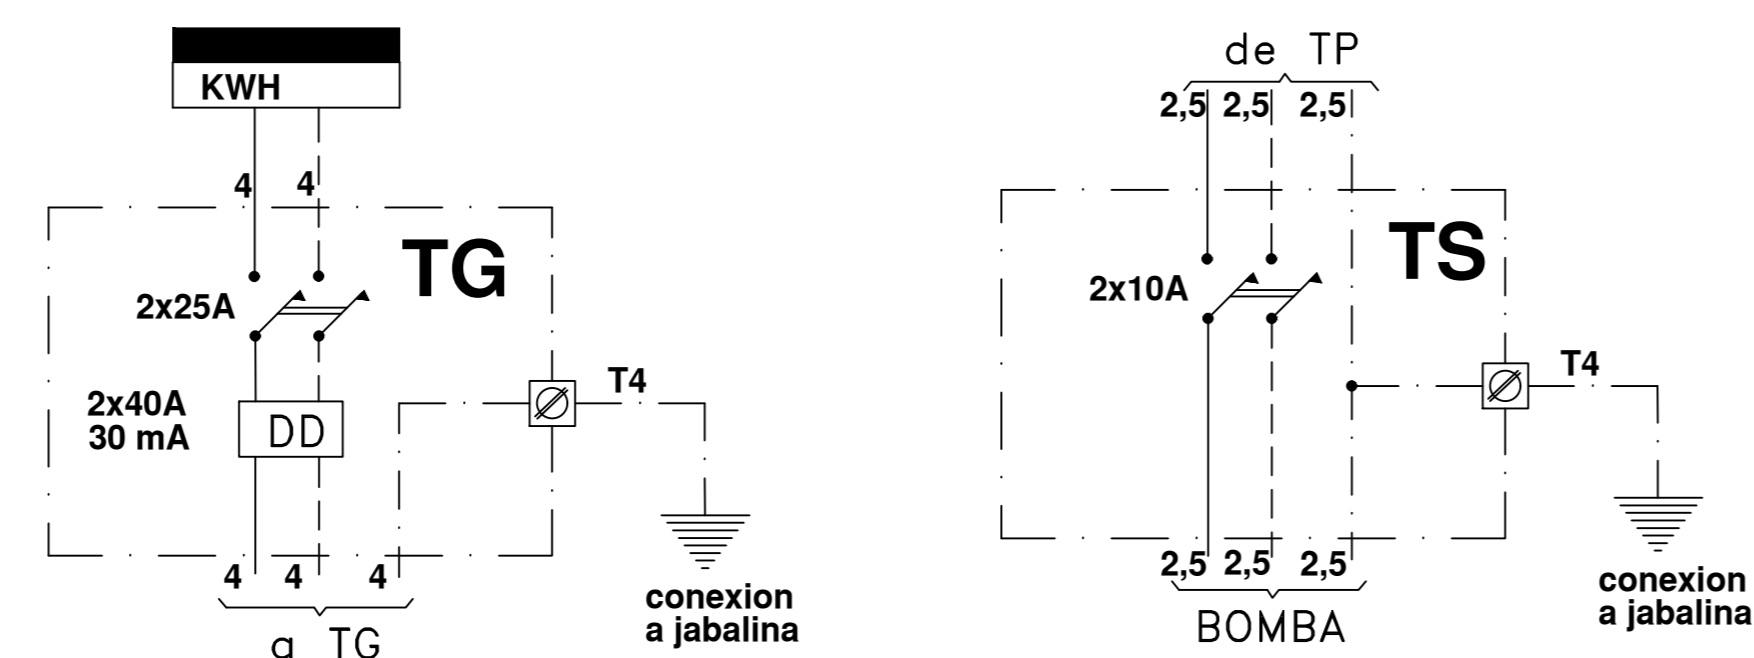 KWH
4 4
TG
2x25A
2x40A
30 mA
DD
T4
4 4 4
a TG
conexion
a jabalina
de TP
2,5 2,5 2,5
TS
2x10A
T4
2,5 2,5 2,5
BOMBA
conexion
a jabalina